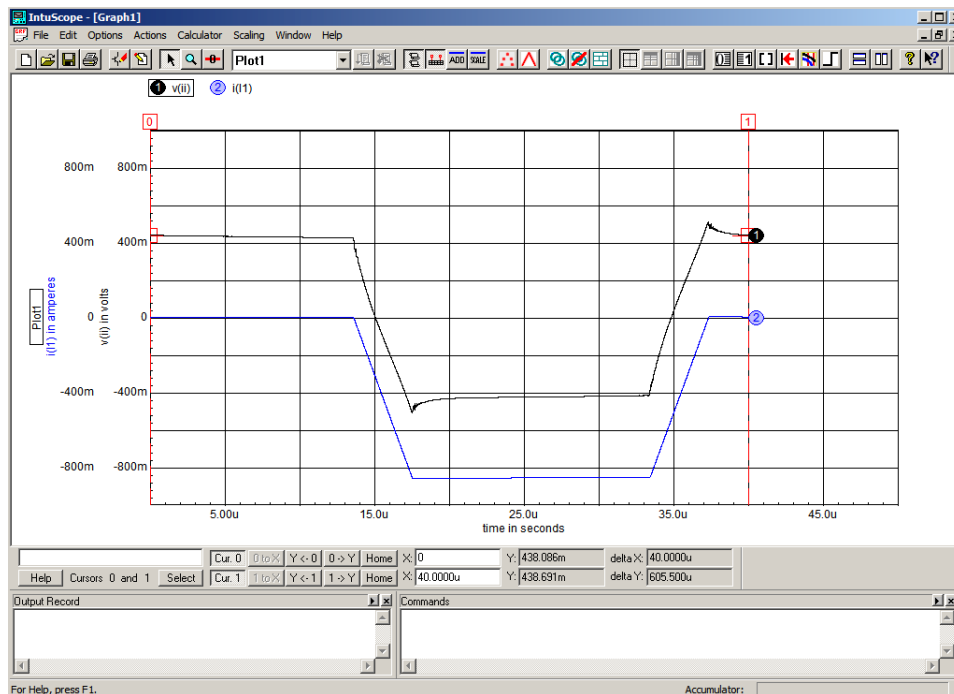 IntuScope - [Graph1]
File Edit Options Actions Calculator Scaling Window Help
Plot1 ADD SCALE
1 v(ii) 2 i(l1)
0 1
800m 800m
400m 400m
0 0
-400m -400m
-800m -800m
Plot1
i(l1) in amperes
v(ii) in volts
1
2
5.00u 15.0u 25.0u 35.0u 45.0u
time in seconds
Cur. 0 0 to X Y <- 0 0 -> Y Home X: 0 Y: 438.086m delta X: 40.0000u
Help Cursors 0 and 1 Select Cur. 1 1 to X Y <- 1 1 -> Y Home X: 40.0000u Y: 438.691m delta Y: 605.500u
Output Record Commands
For Help, press F1. Accumulator: